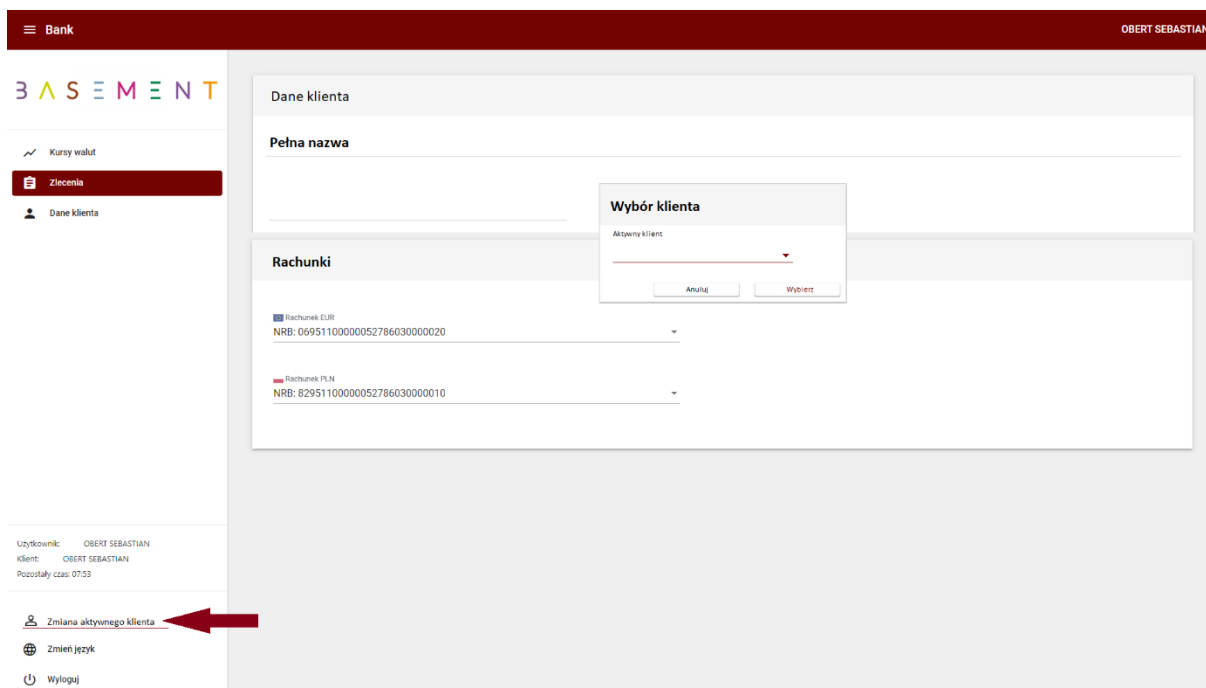 Bank
OBERT SEBASTIAN
BASEMENT
Kursy walut
Zlecenia
Dane klienta
Dane klienta
Pełna nazwa
Wybór klienta
Aktywny klient
Anuluj Wybierz
Rachunki
Rachunek EUR
NRB: 06951100000052786030000020
Rachunek PLN
NRB: 82951100000052786030000010
Użytkownik: OBERT SEBASTIAN
Klient: OBERT SEBASTIAN
Pozostały czas: 07:53
Zmiana aktywnego klienta
Zmień język
Wyloguj